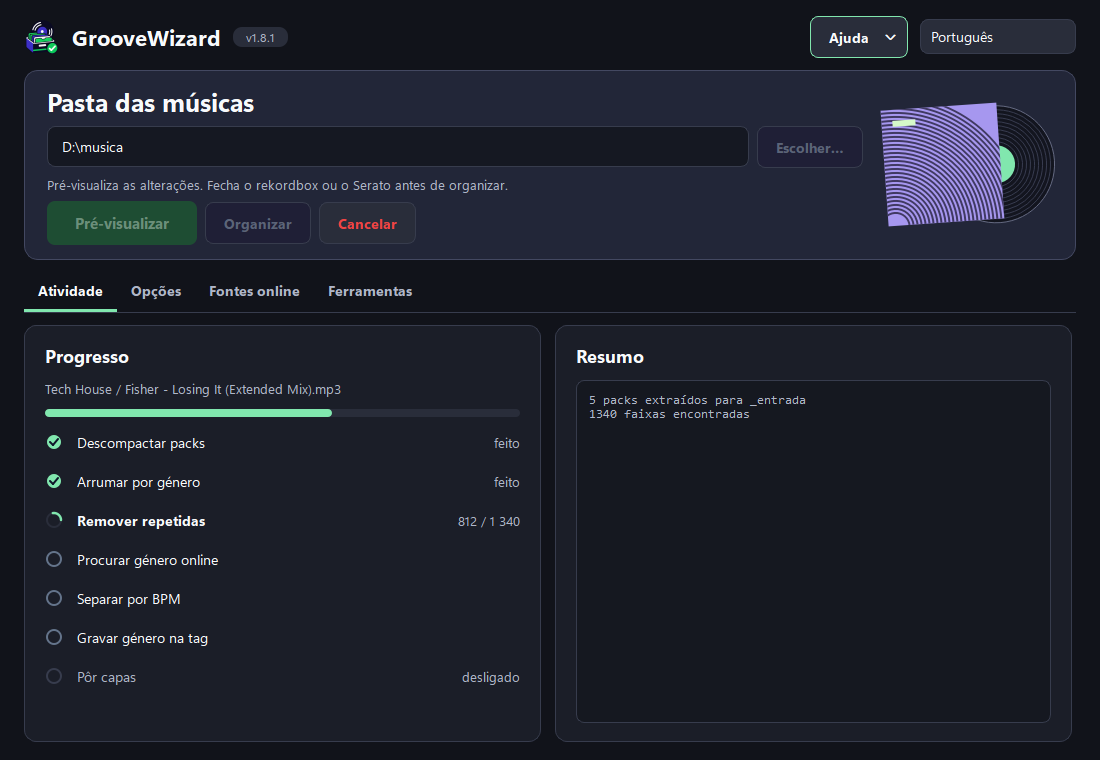 GrooveWizard v1.8.1 Ajuda Português
Pasta das músicas
D:\musica Escolher...
Pré-visualiza as alterações. Fecha o rekordbox ou o Serato antes de organizar.
Pré-visualizar Organizar Cancelar
Atividade Opções Fontes online Ferramentas
Progresso
Tech House / Fisher - Losing It (Extended Mix).mp3
Descompactar packs feito
Arrumar por género feito
Remover repetidas 812 / 1 340
Procurar género online
Separar por BPM
Gravar género na tag
Pôr capas desligado
Resumo
5 packs extraídos para _entrada
1340 faixas encontradas